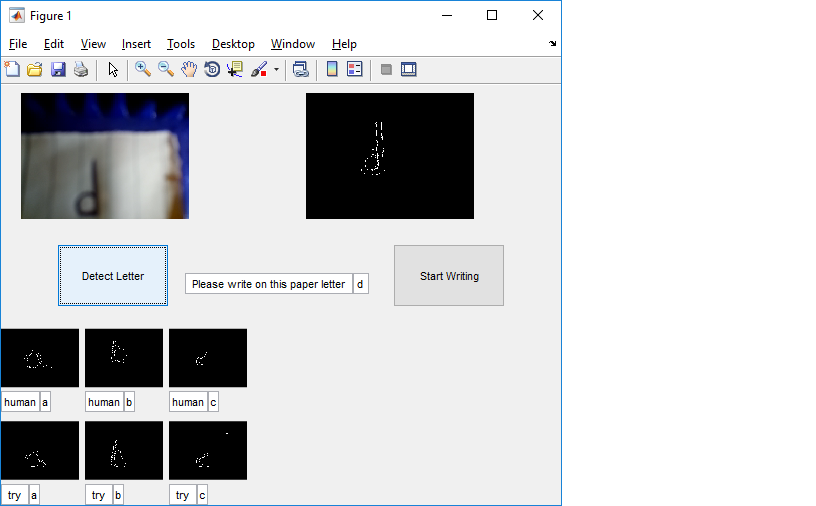 Figure 1
File Edit View Insert Tools Desktop Window Help
d d
Detect Letter Please write on this paper letter d Start Writing
a b c
human a human b human c
a b c
try a try b try c